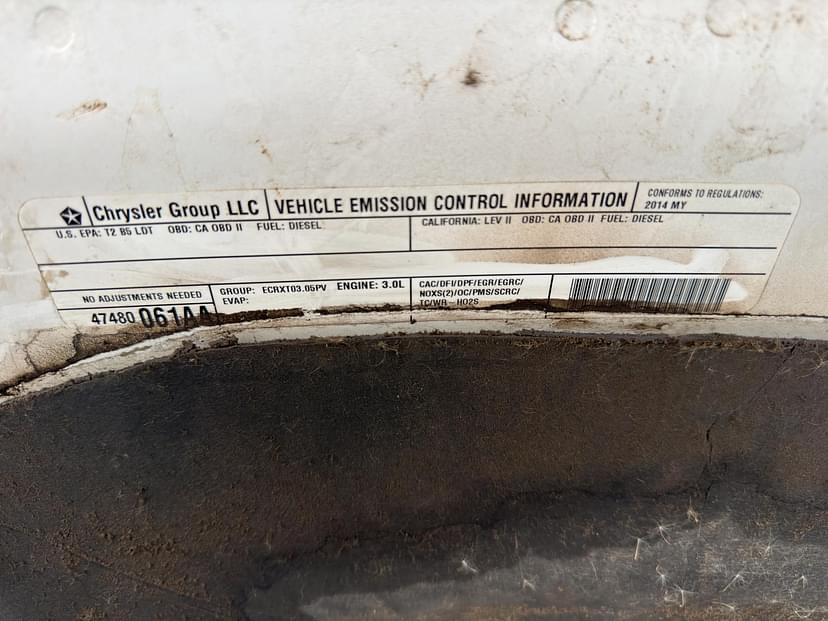 Chrysler Group LLC VEHICLE EMISSION CONTROL INFORMATION
CONFORMS TO REGULATIONS:
2014 MY
U.S. EPA: T2 B5 LDT OBD: CA OBD II FUEL: DIESEL
CALIFORNIA: LEV II OBD: CA OBD II FUEL: DIESEL
NO ADJUSTMENTS NEEDED
47480 061AA
GROUP: ECRXT03.05PV ENGINE: 3.0L
EVAP:
CAC/DFI/DPF/EGR/EGRC/
NOXS(2)/OC/PMS/SCRC/
TC/WR-HO2S